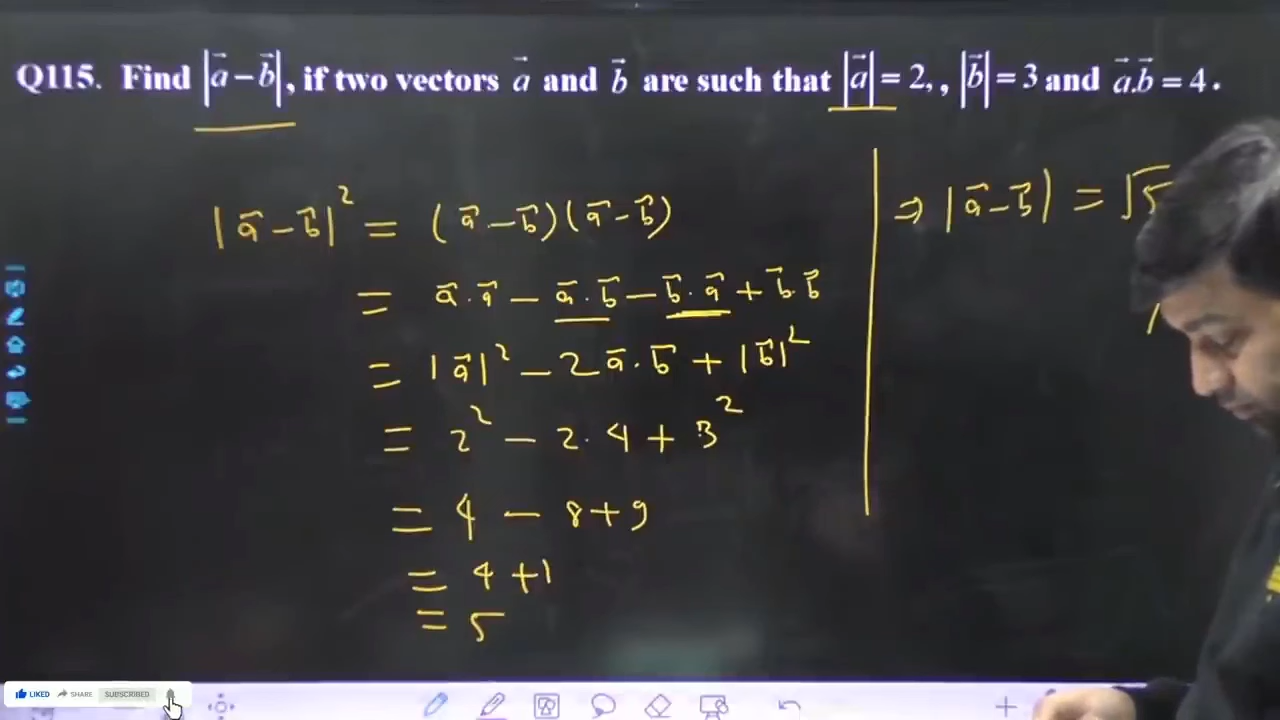 Q115. Find |a⃗ − b⃗|, if two vectors a⃗ and b⃗ are such that |a⃗| = 2, , |b⃗| = 3 and a⃗.b⃗ = 4 .
|a⃗ − b⃗|² = (a⃗ − b⃗)(a⃗ − b⃗)
= a⃗ · a⃗ − a⃗ · b⃗ − b⃗ · a⃗ + b⃗ · b⃗
= |a⃗|² − 2 a⃗ · b⃗ + |b⃗|²
= 2² − 2 · 4 + 3²
= 4 − 8 + 9
= 4 + 1
= 5
⇒ |a⃗ − b⃗| = √5
LIKED SHARE SUBSCRIBED